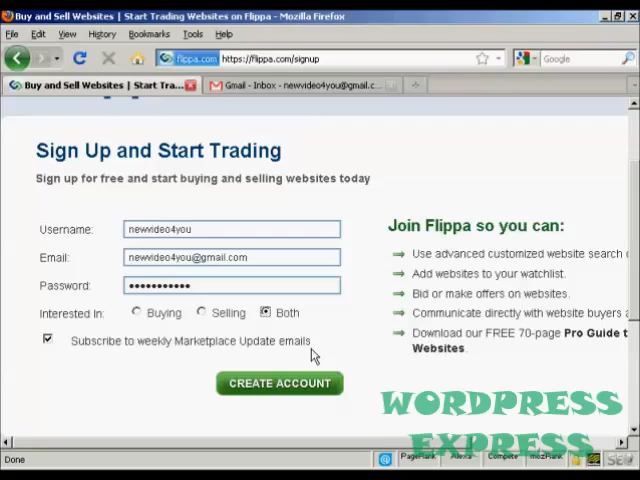 Buy and Sell Websites | Start Trading Websites on Flippa - Mozilla Firefox
File Edit View History Bookmarks Tools Help
flippa.com https://flippa.com/signup
Google
Buy and Sell Websites | Start Tra...
Gmail - Inbox - newvideo4you@gmail.c...
Sign Up and Start Trading
Sign up for free and start buying and selling websites today
Username: newvideo4you
Email: newvideo4you@gmail.com
Password:
Interested In: Buying Selling Both
Subscribe to weekly Marketplace Update emails
CREATE ACCOUNT
Join Flippa so you can:
Use advanced customized website search
Add websites to your watchlist.
Bid or make offers on websites.
Communicate directly with website buyers
Download our FREE 70-page Pro Guide
Websites.
WORDPRESS
EXPRESS
Done
PageRank Alexa Compete mozRank SEO